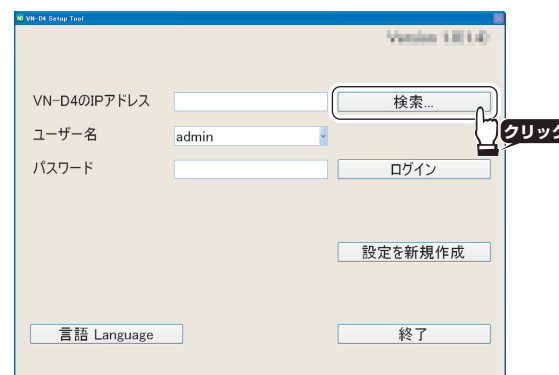 VN-D4 Setup Tool
VN-D4のIPアドレス
検索...
クリック
ユーザー名
admin
パスワード
ログイン
設定を新規作成
言語 Language
終了